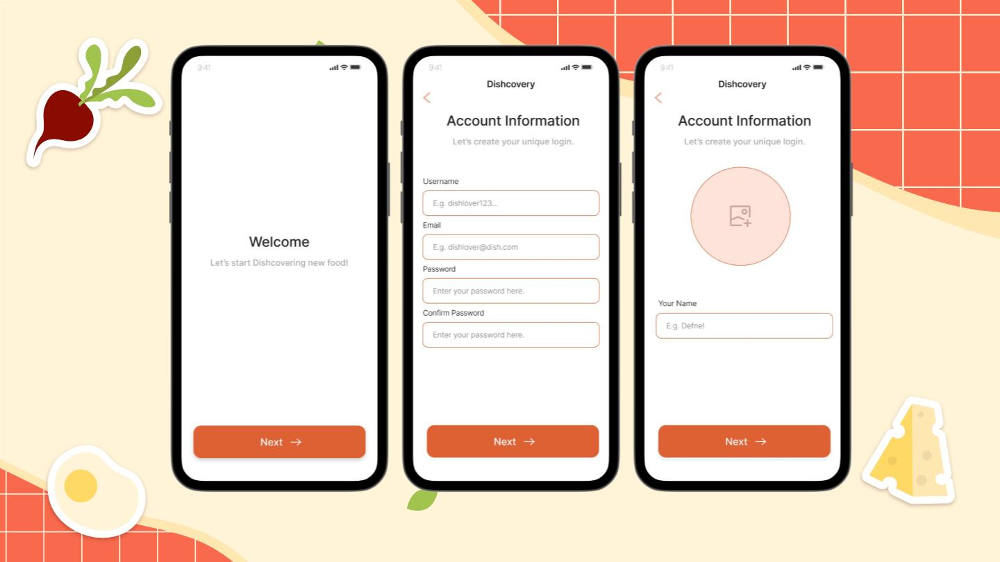 9:41
Welcome
Let's start Dishcovering new food!
Next
9:41
Dishcovery
Account Information
Let's create your unique login.
Username
E.g. dishlover123...
Email
E.g. dishlover@dish.com
Password
Enter your password here.
Confirm Password
Enter your password here.
Next
9:41
Dishcovery
Account Information
Let's create your unique login.
Your Name
E.g. Defne!
Next